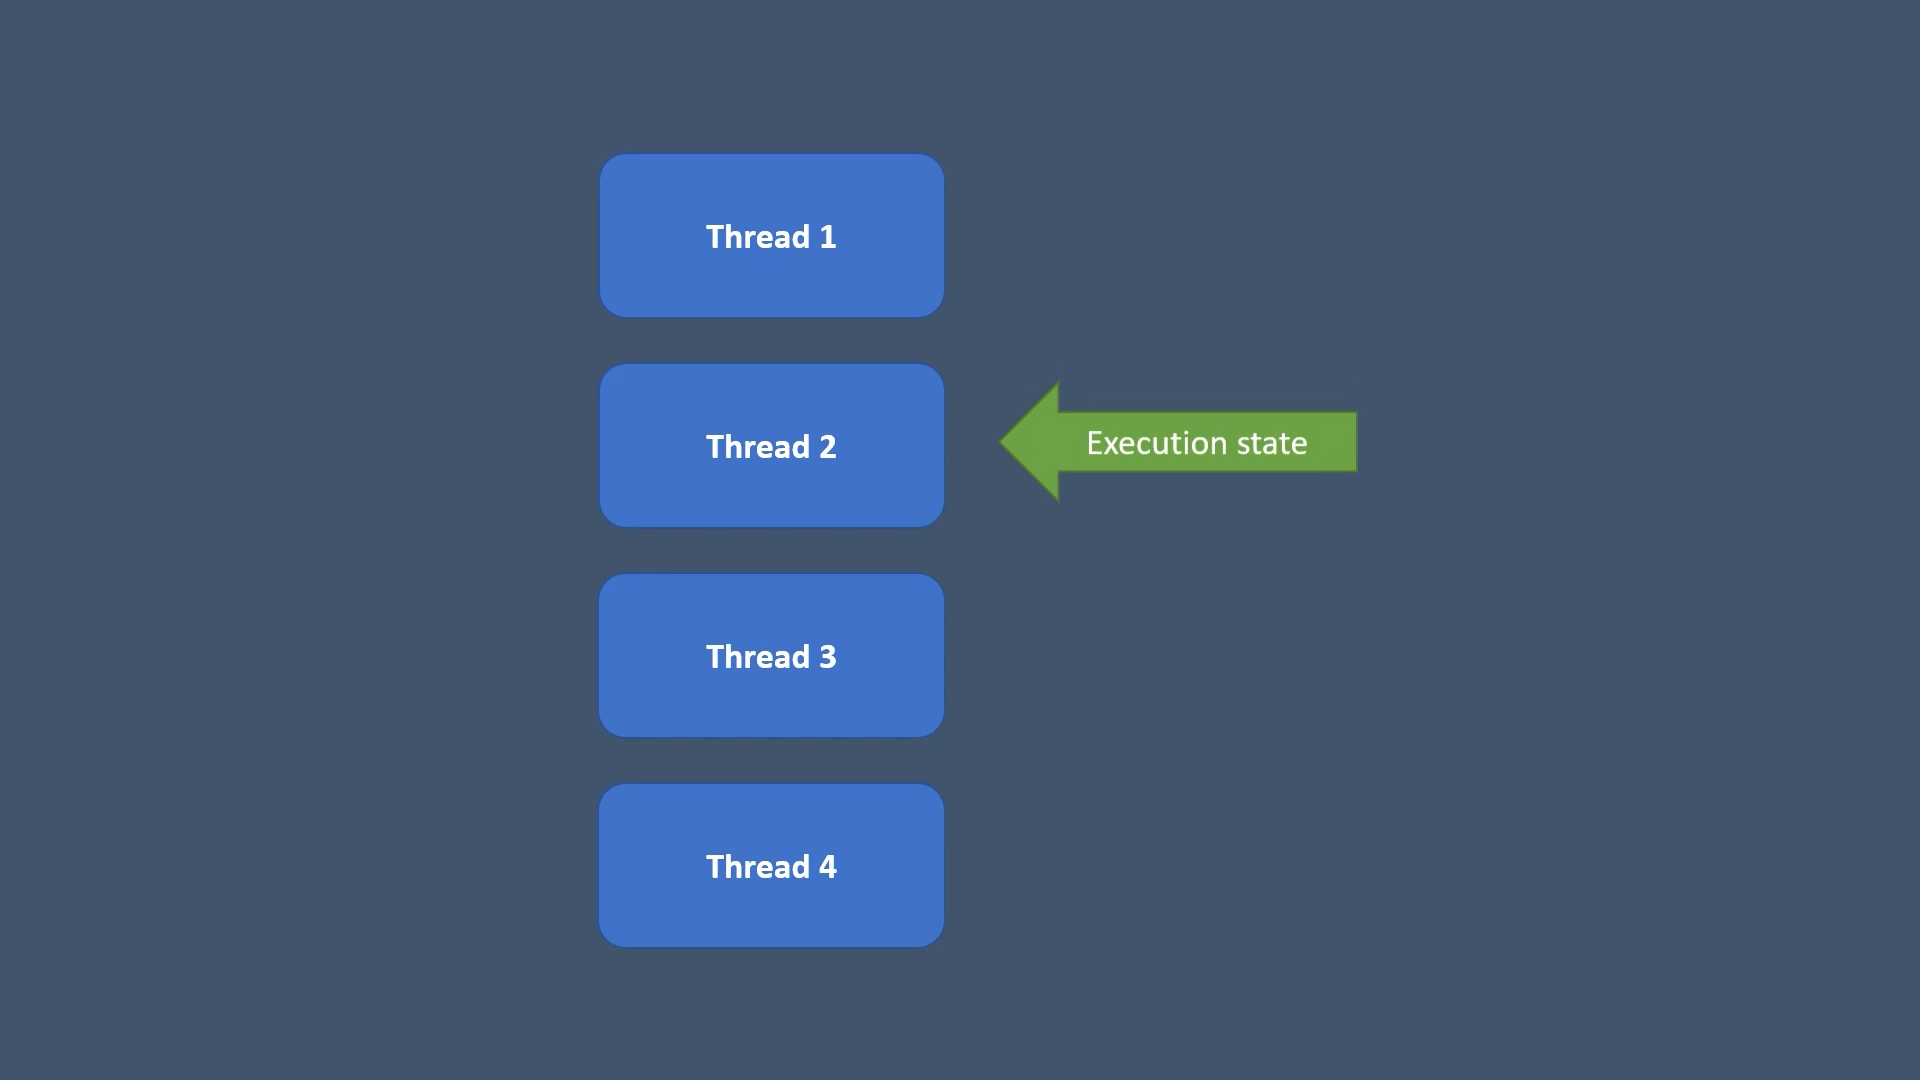 Thread 1
Thread 2
Execution state
Thread 3
Thread 4